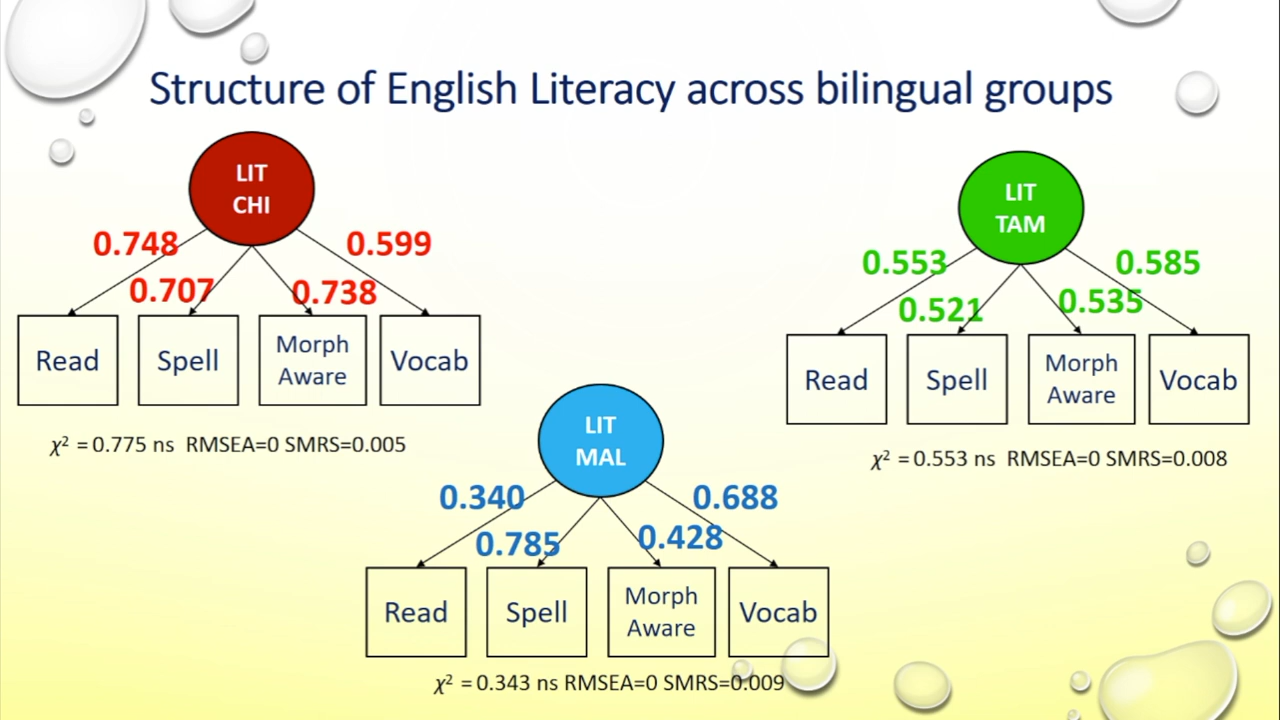 Structure of English Literacy across bilingual groups
LIT
CHI
0.748
0.599
0.707
0.738
Read
Spell
Morph
Aware
Vocab
χ² = 0.775 ns RMSEA=0 SMRS=0.005
LIT
TAM
0.553
0.585
0.521
0.535
Read
Spell
Morph
Aware
Vocab
χ² = 0.553 ns RMSEA=0 SMRS=0.008
LIT
MAL
0.340
0.688
0.785
0.428
Read
Spell
Morph
Aware
Vocab
χ² = 0.343 ns RMSEA=0 SMRS=0.009